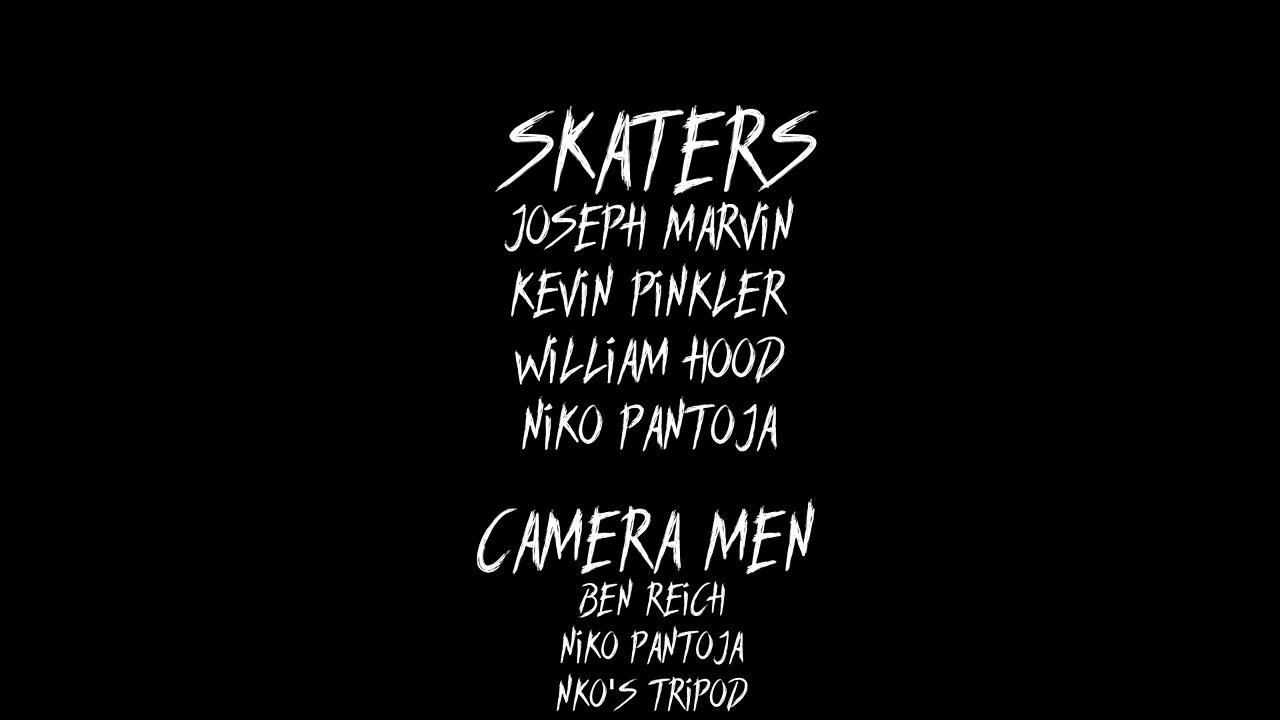 SKATERS
JOSEPH MARViN
KEViN PiNKLER
WiLLiAM HOOD
NiKO PANTOJA
CAMERA MEN
BEN REiCH
NiKO PANTOJA
NKO'S TRiPOD